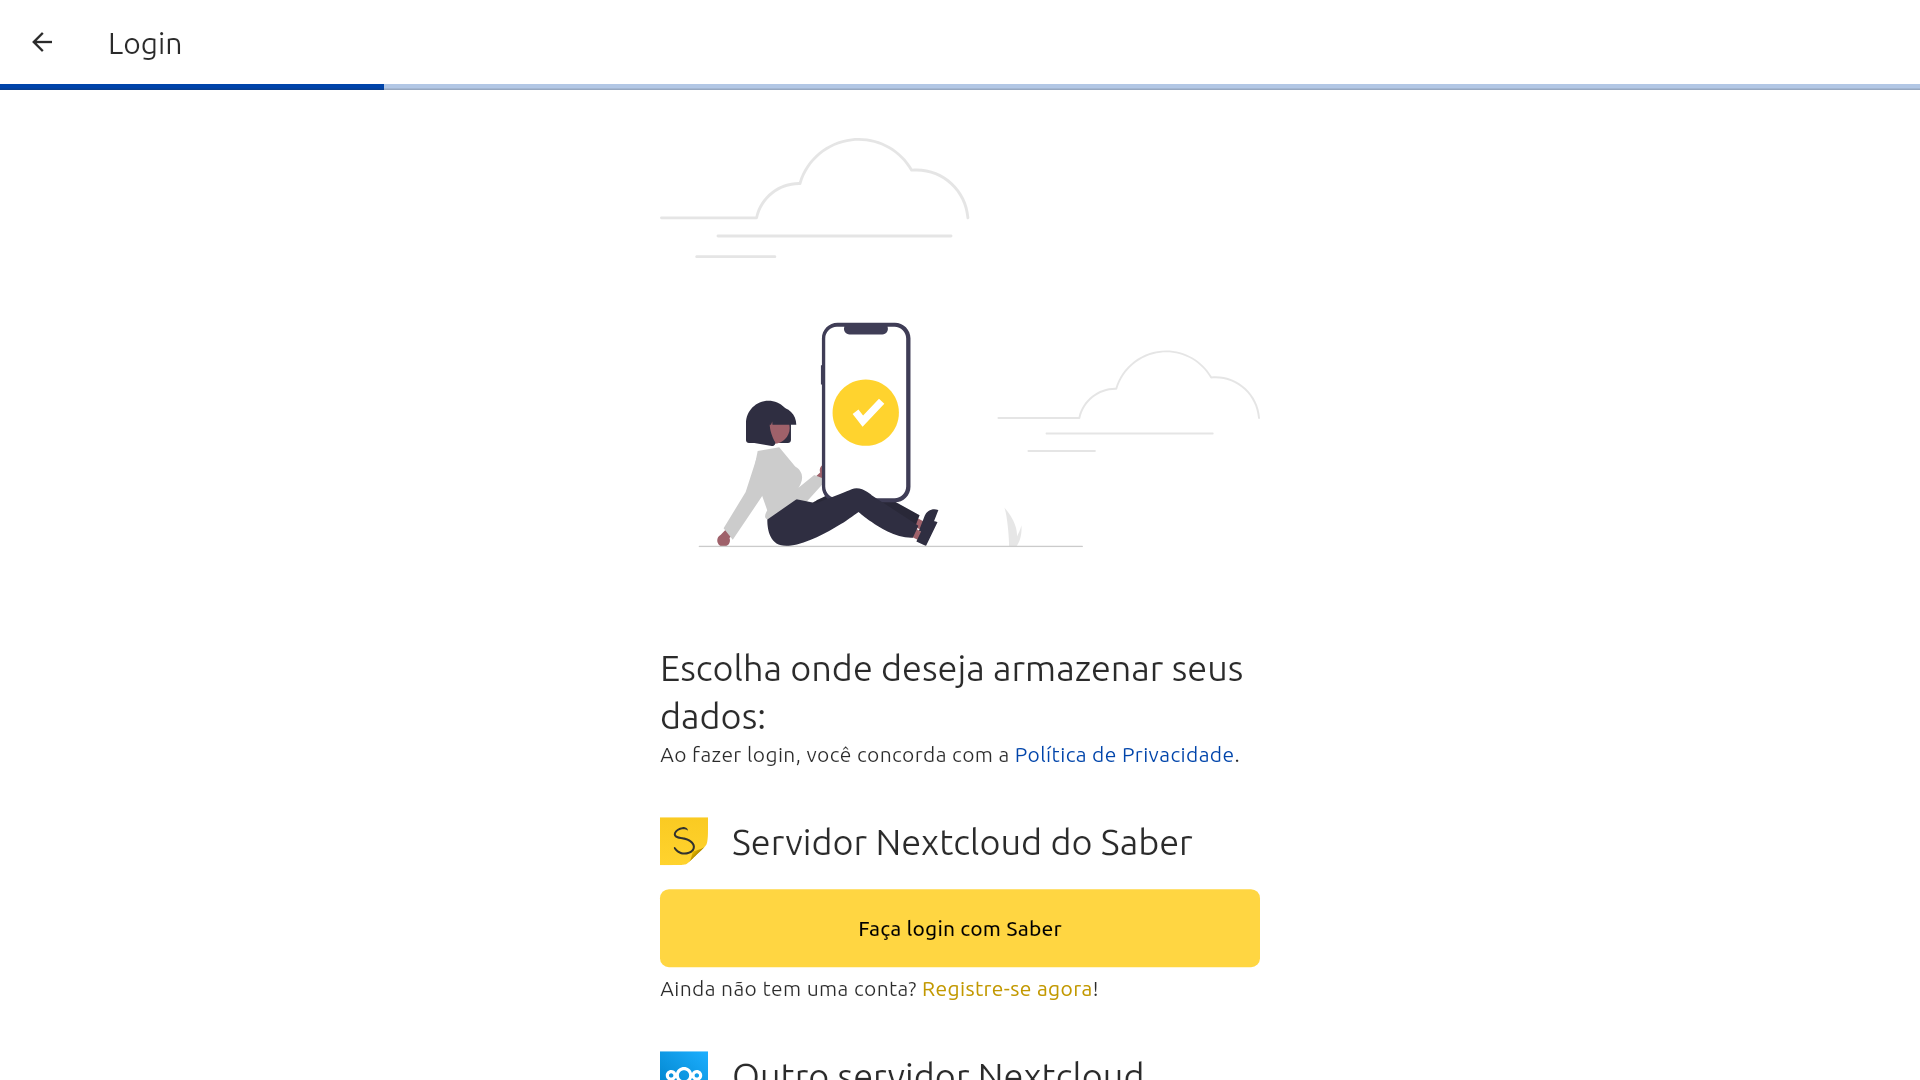 Login
Escolha onde deseja armazenar seus
dados:
Ao fazer login, você concorda com a Política de Privacidade.
S
Servidor Nextcloud do Saber
Faça login com Saber
Ainda não tem uma conta? Registre-se agora!
Outro servidor Nextcloud